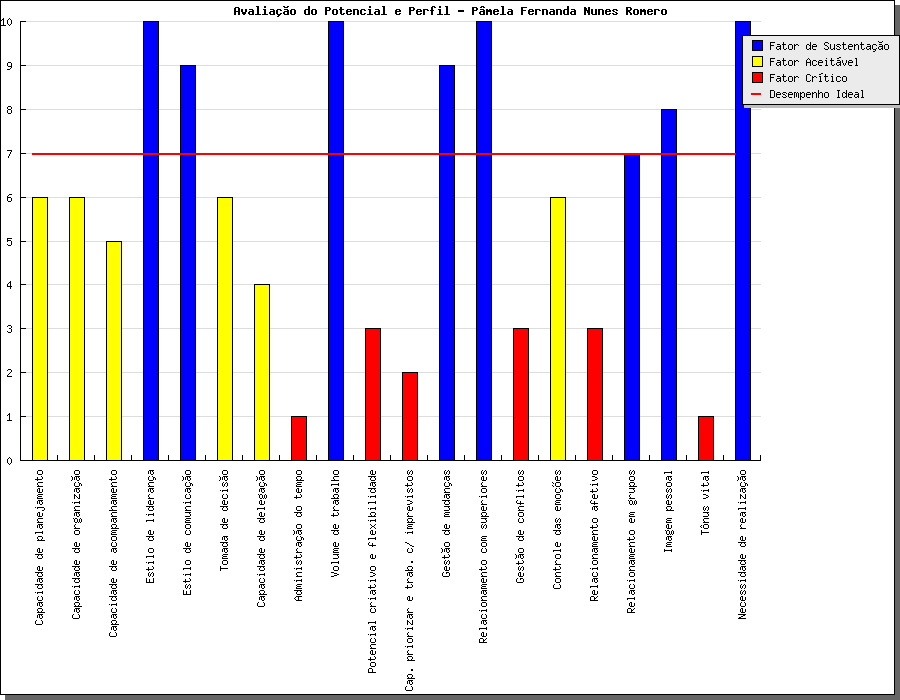 Avaliação do Potencial e Perfil - Pâmela Fernanda Nunes Romero
Fator de Sustentação
Fator Aceitável
Fator Crítico
Desempenho Ideal
10
9
8
7
6
5
4
3
2
1
0
Capacidade de planejamento
Capacidade de organização
Capacidade de acompanhamento
Estilo de liderança
Estilo de comunicação
Tomada de decisão
Capacidade de delegação
Administração do tempo
Volume de trabalho
Potencial criativo e flexibilidade
Cap. priorizar e trab. c/ imprevistos
Gestão de mudanças
Relacionamento com superiores
Gestão de conflitos
Controle das emoções
Relacionamento afetivo
Relacionamento em grupos
Imagem pessoal
Tônus vital
Necessidade de realização